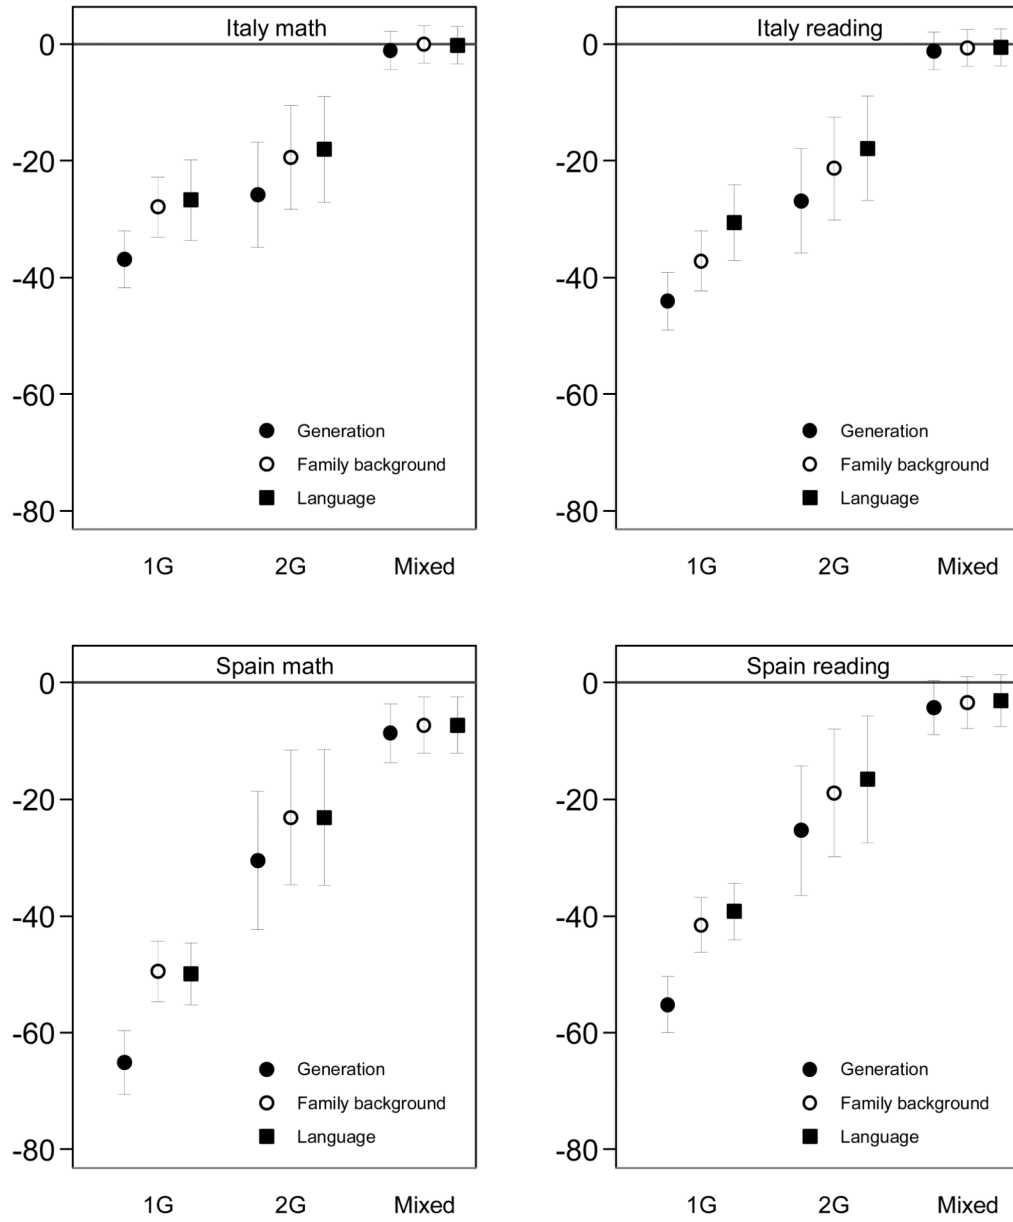 Italy math
0
-20
-40
-60
-80
Generation
Family background
Language
1G 2G Mixed
Italy reading
0
-20
-40
-60
-80
Generation
Family background
Language
1G 2G Mixed
Spain math
0
-20
-40
-60
-80
Generation
Family background
Language
1G 2G Mixed
Spain reading
0
-20
-40
-60
-80
Generation
Family background
Language
1G 2G Mixed